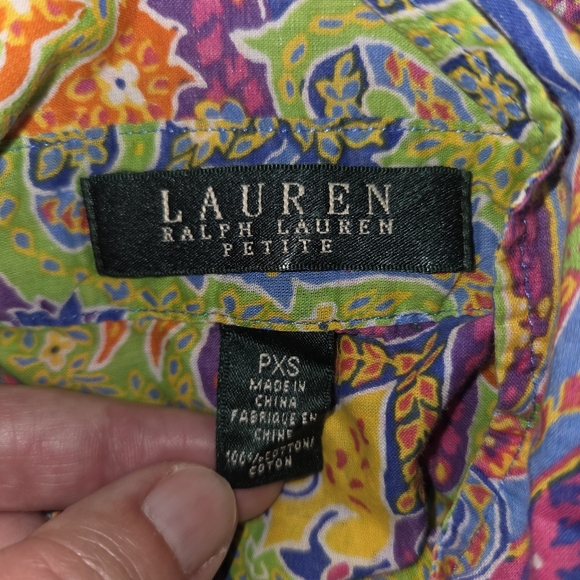 LAUREN
RALPH LAUREN
PETITE
PXS
MADE IN
CHINA
FABRIQUE EN
CHINE
100% COTTON/
COTON